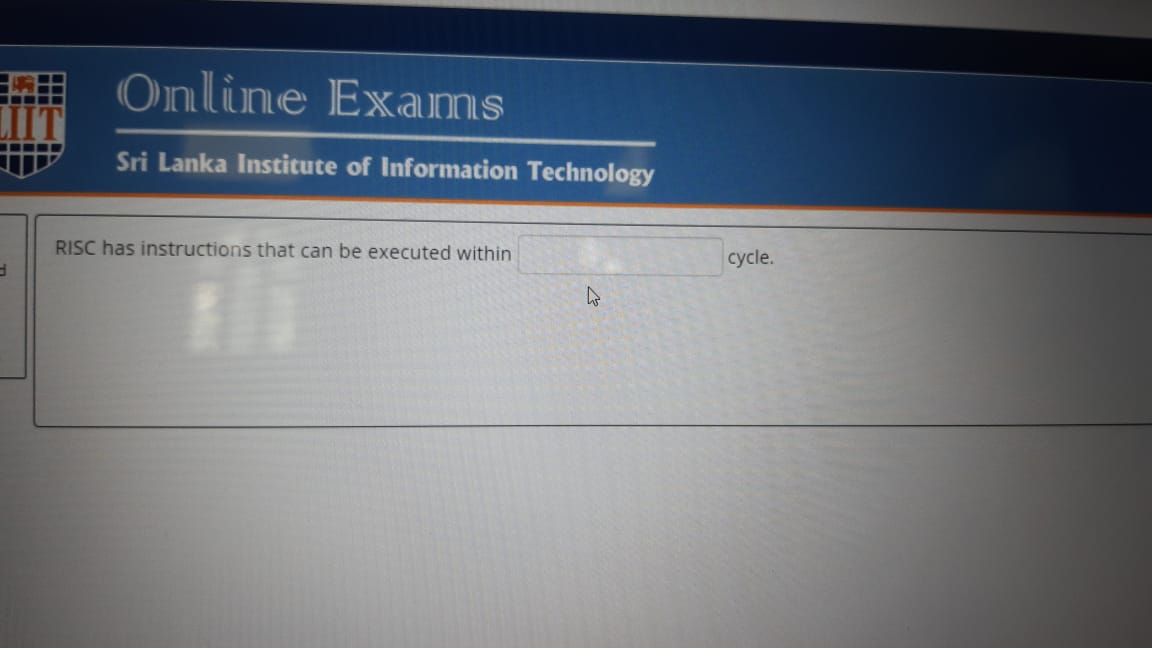 LIIT
Online Exams
Sri Lanka Institute of Information Technology
RISC has instructions that can be executed within cycle.